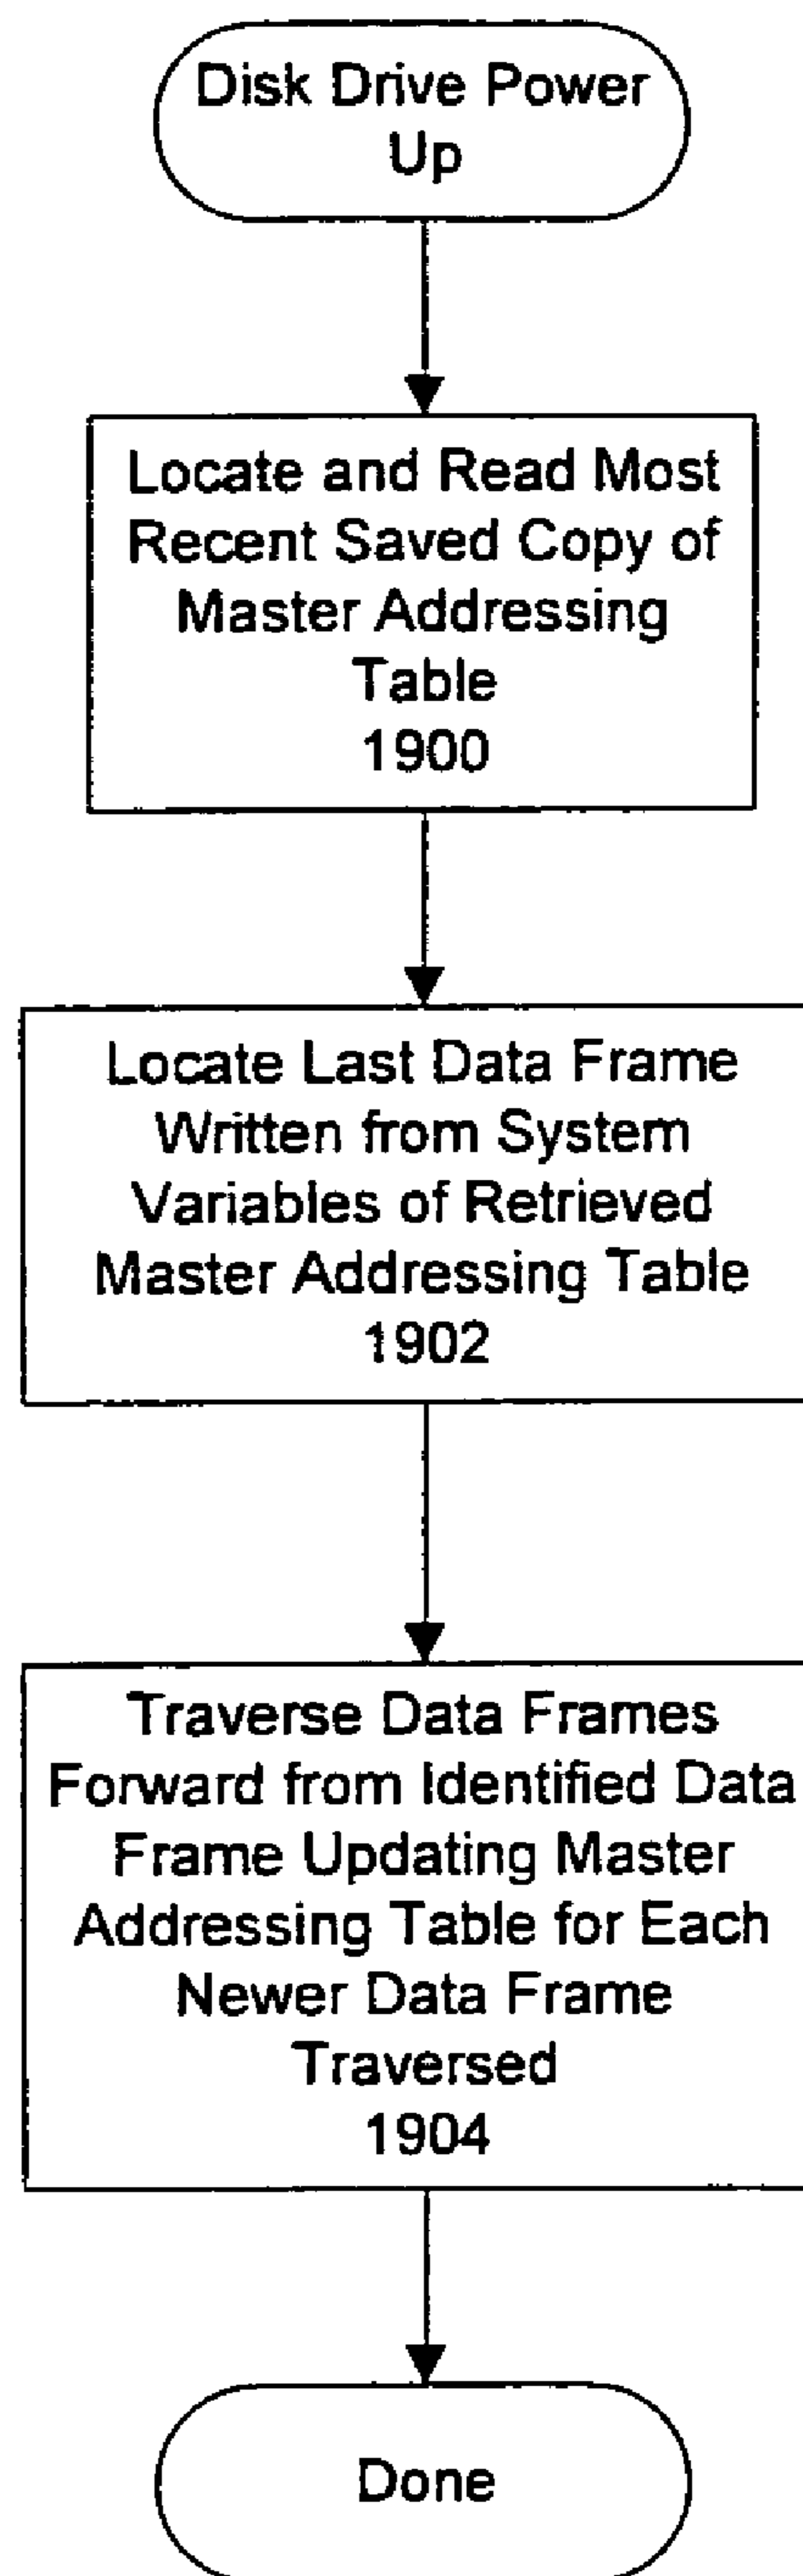 Disk Drive Power
Up
Locate and Read Most
Recent Saved Copy of
Master Addressing
Table
1900
Locate Last Data Frame
Written from System
Variables of Retrieved
Master Addressing Table
1902
Traverse Data Frames
Forward from Identified Data
Frame Updating Master
Addressing Table for Each
Newer Data Frame
Traversed
1904
Done